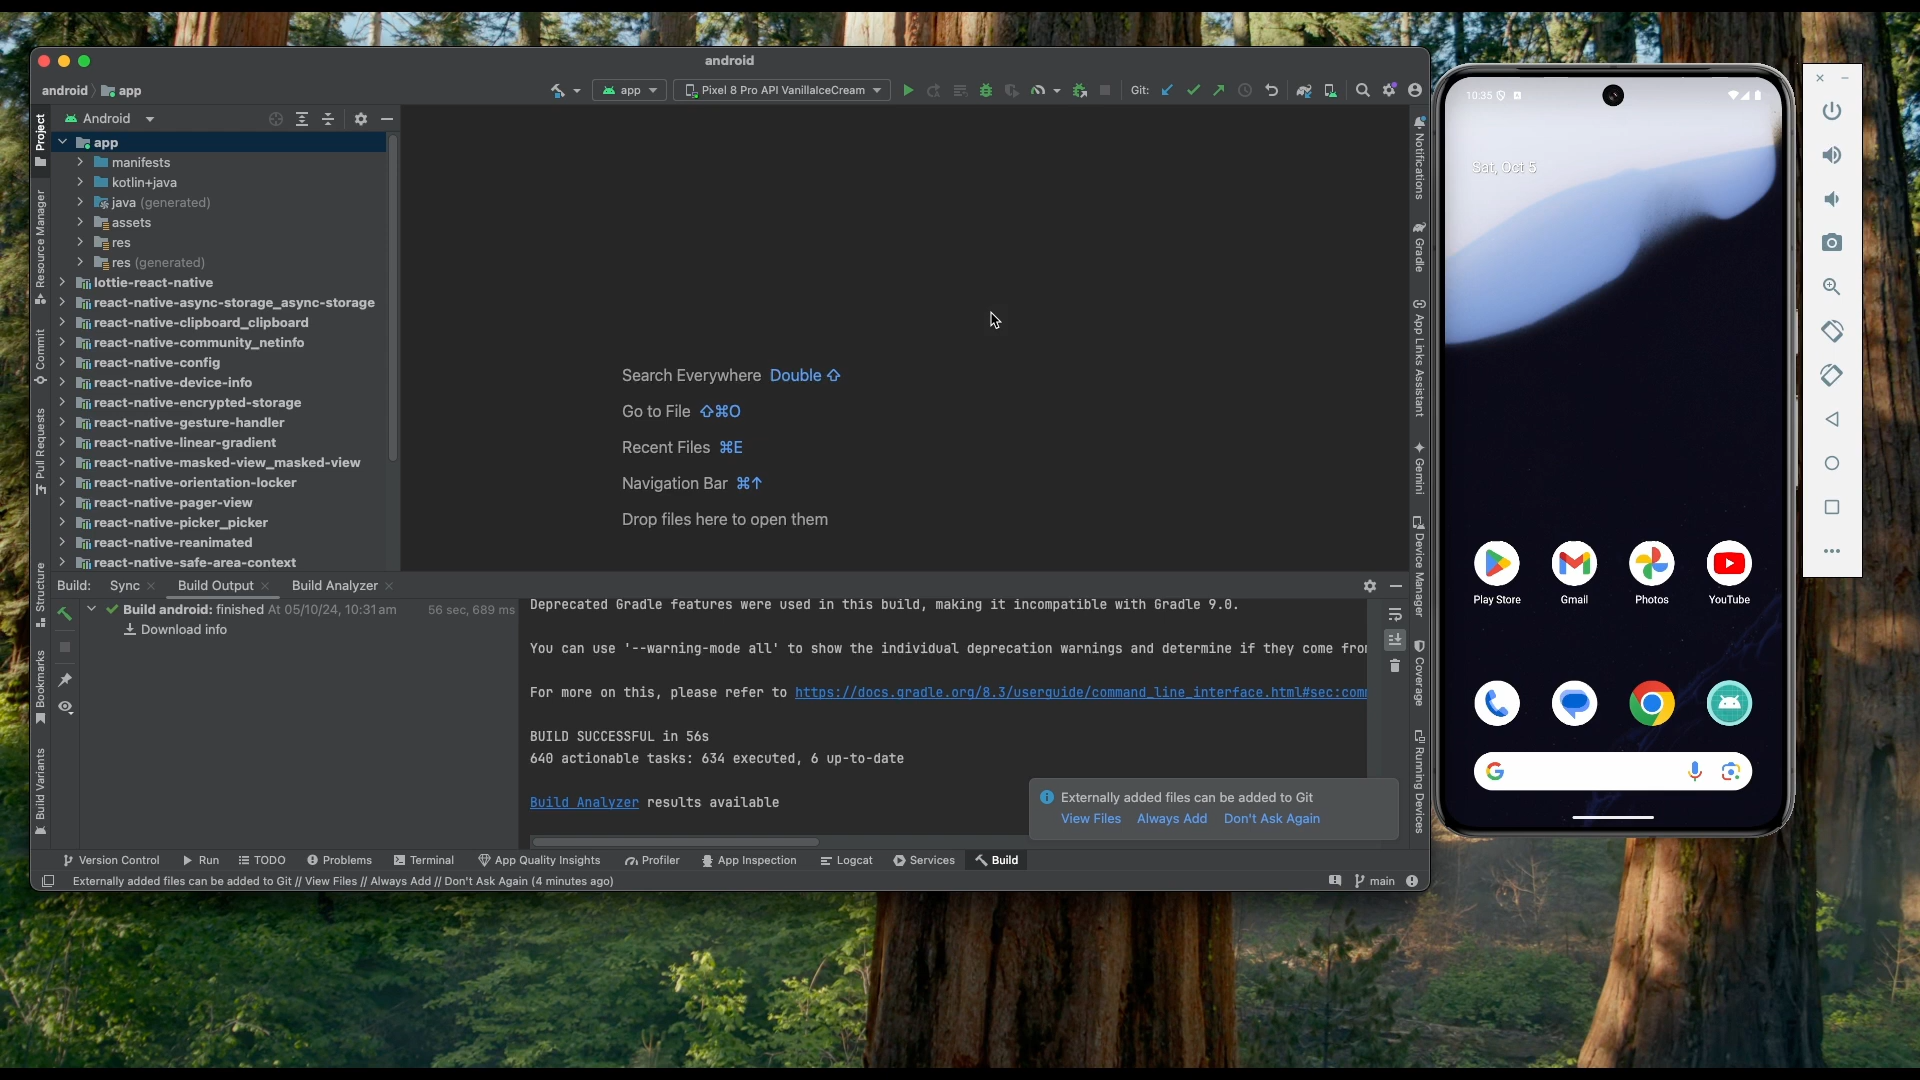 android
android
app
app
Pixel 8 Pro API VanillaIceCream
Git:
Android
Project
Resource Manager
Commit
Pull Requests
Structure
Bookmarks
Build Variants
app
manifests
kotlin+java
java (generated)
assets
res
res (generated)
lottie-react-native
react-native-async-storage_async-storage
react-native-clipboard_clipboard
react-native-community_netinfo
react-native-config
react-native-device-info
react-native-encrypted-storage
react-native-gesture-handler
react-native-linear-gradient
react-native-masked-view_masked-view
react-native-orientation-locker
react-native-pager-view
react-native-picker_picker
react-native-reanimated
react-native-safe-area-context
Search Everywhere Double ⇧
Go to File ⇧⌘O
Recent Files ⌘E
Navigation Bar ⌘↑
Drop files here to open them
Notifications
Gradle
App Links Assistant
Gemini
Device Manager
Coverage
Running Devices
Build: Sync Build Output Build Analyzer
Build android: finished At 05/10/24, 10:31 am 56 sec, 689 ms
Download info
Deprecated Gradle features were used in this build, making it incompatible with Gradle 9.0.
You can use '--warning-mode all' to show the individual deprecation warnings and determine if they come fro
For more on this, please refer to https://docs.gradle.org/8.3/userguide/command_line_interface.html#sec:com
BUILD SUCCESSFUL in 56s
640 actionable tasks: 634 executed, 6 up-to-date
Build Analyzer results available
Externally added files can be added to Git
View Files Always Add Don't Ask Again
Version Control Run TODO Problems Terminal App Quality Insights Profiler App Inspection Logcat Services Build
Externally added files can be added to Git // View Files // Always Add // Don't Ask Again (4 minutes ago)
main
10:35
Sat, Oct 5
Play Store Gmail Photos YouTube